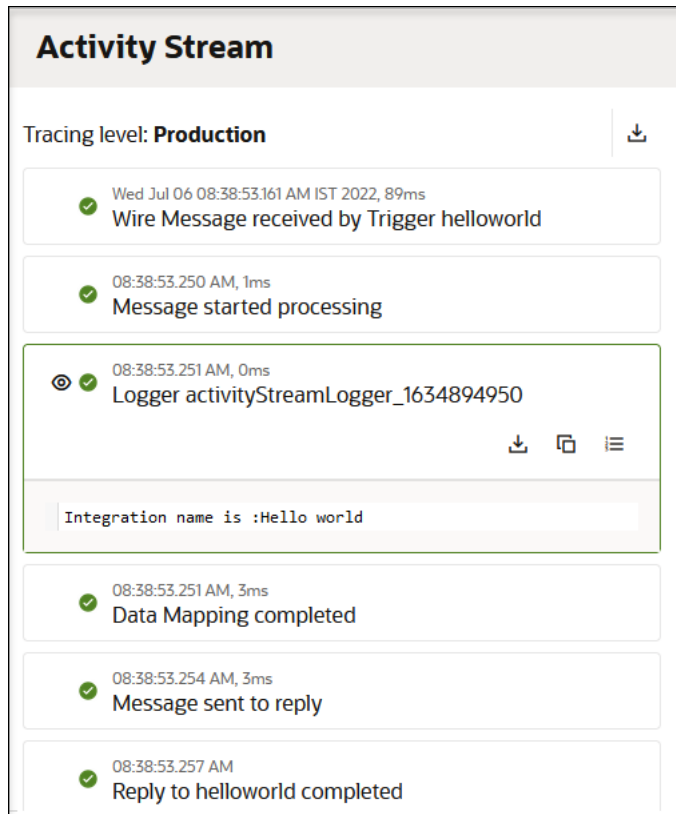 Activity Stream
Tracing level: Production
Wed Jul 06 08:38:53.161 AM IST 2022, 89ms
Wire Message received by Trigger helloworld
08:38:53.250 AM, 1ms
Message started processing
08:38:53.251 AM, 0ms
Logger activityStreamLogger_1634894950
Integration name is :Hello world
08:38:53.251 AM, 3ms
Data Mapping completed
08:38:53.254 AM, 3ms
Message sent to reply
08:38:53.257 AM
Reply to helloworld completed